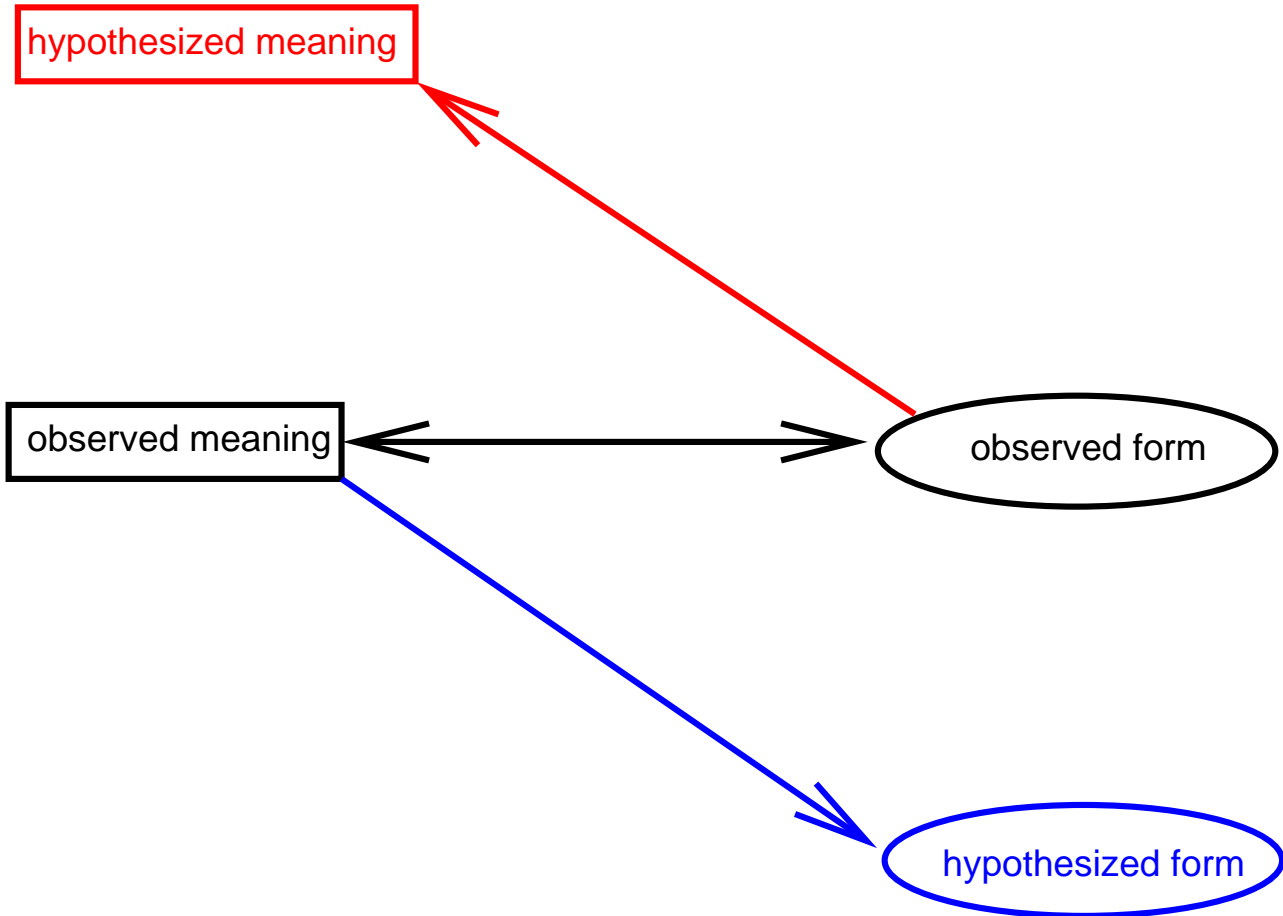 hypothesized meaning
observed meaning
observed form
hypothesized form